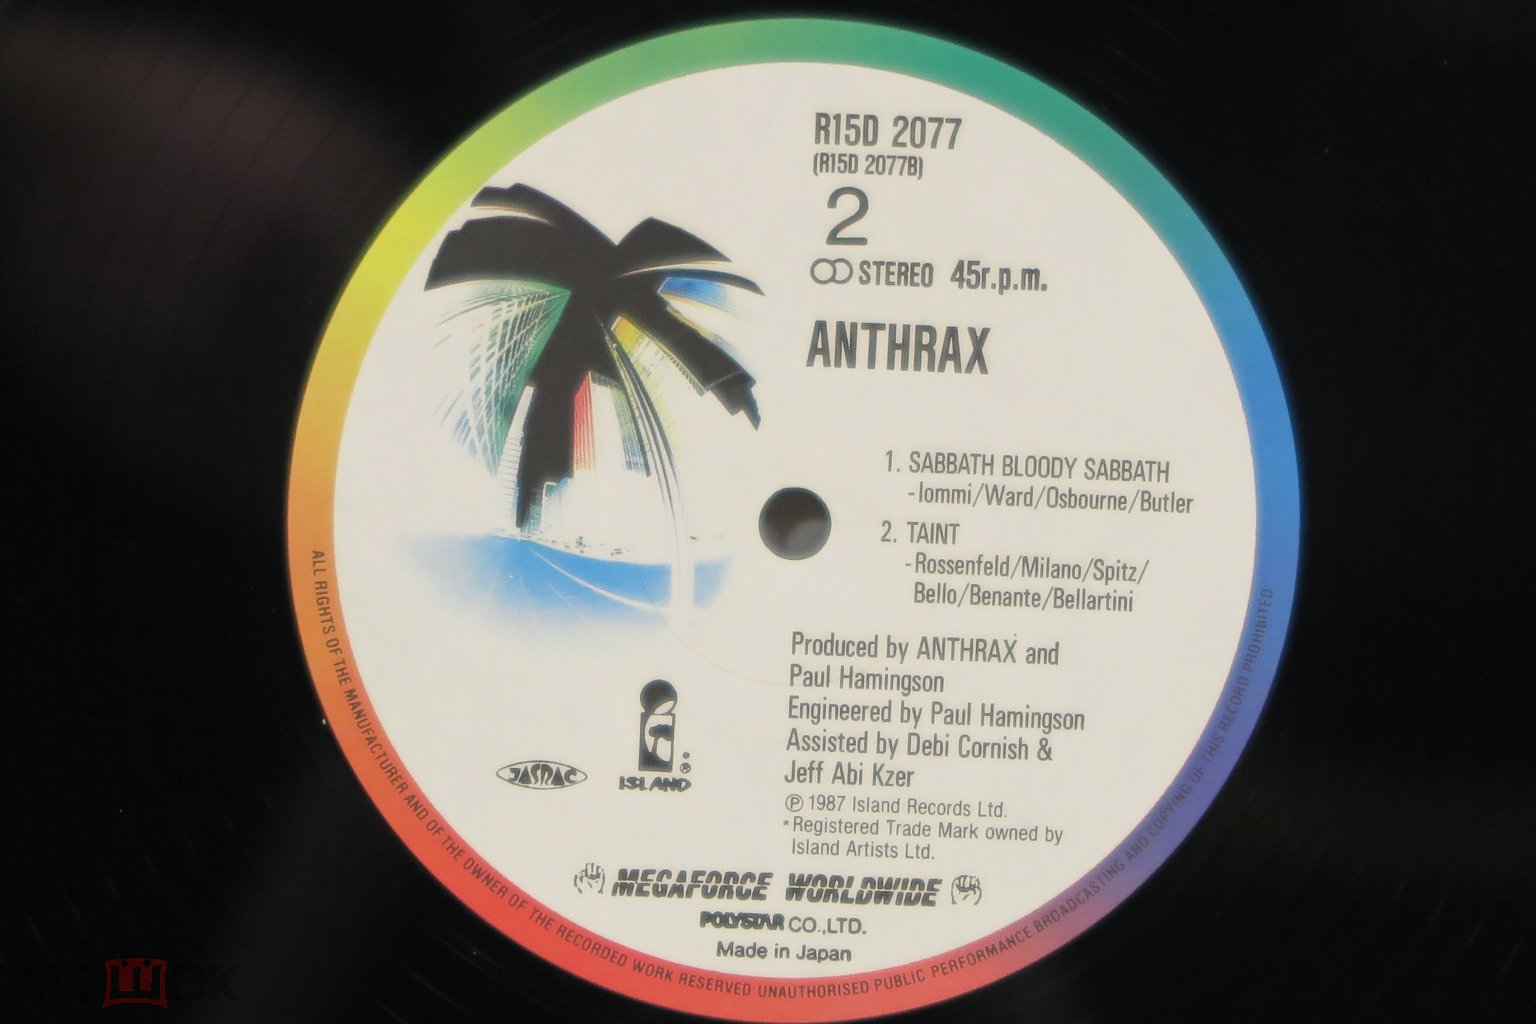 R15D 2077
(R15D 2077B)
2
STEREO 45r.p.m.
ANTHRAX
1. SABBATH BLOODY SABBATH
-Iommi/Ward/Osbourne/Butler
2. TAINT
-Rossenfeld/Milano/Spitz/
Bello/Benante/Bellartini
Produced by ANTHRAX and
Paul Hamingson
Engineered by Paul Hamingson
Assisted by Debi Cornish &
Jeff Abi Kzer
℗ 1987 Island Records Ltd.
*Registered Trade Mark owned by
Island Artists Ltd.
JASRAC
ISLAND ®
MEGAFORCE WORLDWIDE
POLYSTAR CO.,LTD.
Made in Japan
ALL RIGHTS OF THE MANUFACTURER AND OF THE OWNER OF THE RECORDED WORK RESERVED UNAUTHORISED PUBLIC PERFORMANCE BROADCASTING AND COPYING OF THIS RECORD PROHIBITED